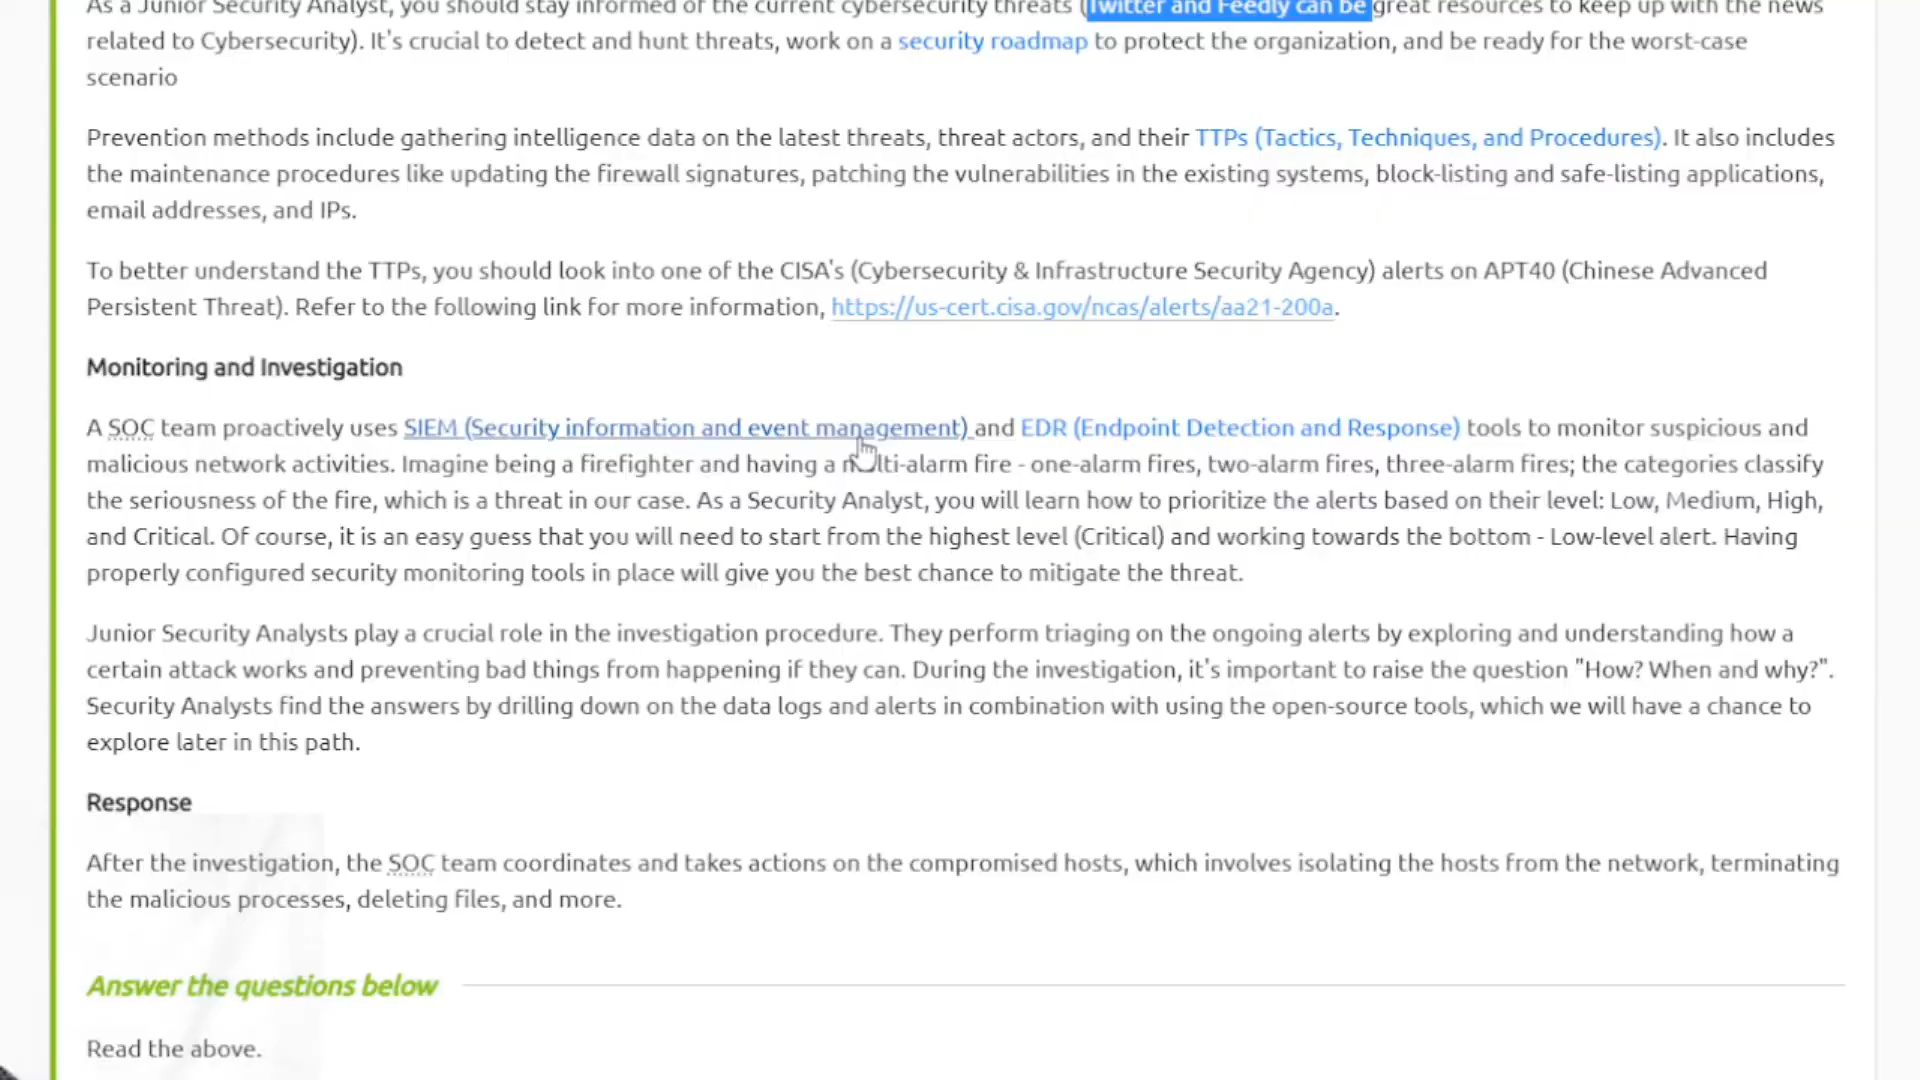 As a Junior Security Analyst, you should stay informed of the current cybersecurity threats (Twitter and Feedly can be great resources to keep up with the news
related to Cybersecurity). It's crucial to detect and hunt threats, work on a security roadmap to protect the organization, and be ready for the worst-case
scenario
Prevention methods include gathering intelligence data on the latest threats, threat actors, and their TTPs (Tactics, Techniques, and Procedures). It also includes
the maintenance procedures like updating the firewall signatures, patching the vulnerabilities in the existing systems, block-listing and safe-listing applications,
email addresses, and IPs.
To better understand the TTPs, you should look into one of the CISA's (Cybersecurity & Infrastructure Security Agency) alerts on APT40 (Chinese Advanced
Persistent Threat). Refer to the following link for more information, https://us-cert.cisa.gov/ncas/alerts/aa21-200a.
Monitoring and Investigation
A SOC team proactively uses SIEM (Security information and event management) and EDR (Endpoint Detection and Response) tools to monitor suspicious and
malicious network activities. Imagine being a firefighter and having a multi-alarm fire - one-alarm fires, two-alarm fires, three-alarm fires; the categories classify
the seriousness of the fire, which is a threat in our case. As a Security Analyst, you will learn how to prioritize the alerts based on their level: Low, Medium, High,
and Critical. Of course, it is an easy guess that you will need to start from the highest level (Critical) and working towards the bottom - Low-level alert. Having
properly configured security monitoring tools in place will give you the best chance to mitigate the threat.
Junior Security Analysts play a crucial role in the investigation procedure. They perform triaging on the ongoing alerts by exploring and understanding how a
certain attack works and preventing bad things from happening if they can. During the investigation, it's important to raise the question "How? When and why?".
Security Analysts find the answers by drilling down on the data logs and alerts in combination with using the open-source tools, which we will have a chance to
explore later in this path.
Response
After the investigation, the SOC team coordinates and takes actions on the compromised hosts, which involves isolating the hosts from the network, terminating
the malicious processes, deleting files, and more.
Answer the questions below
Read the above.